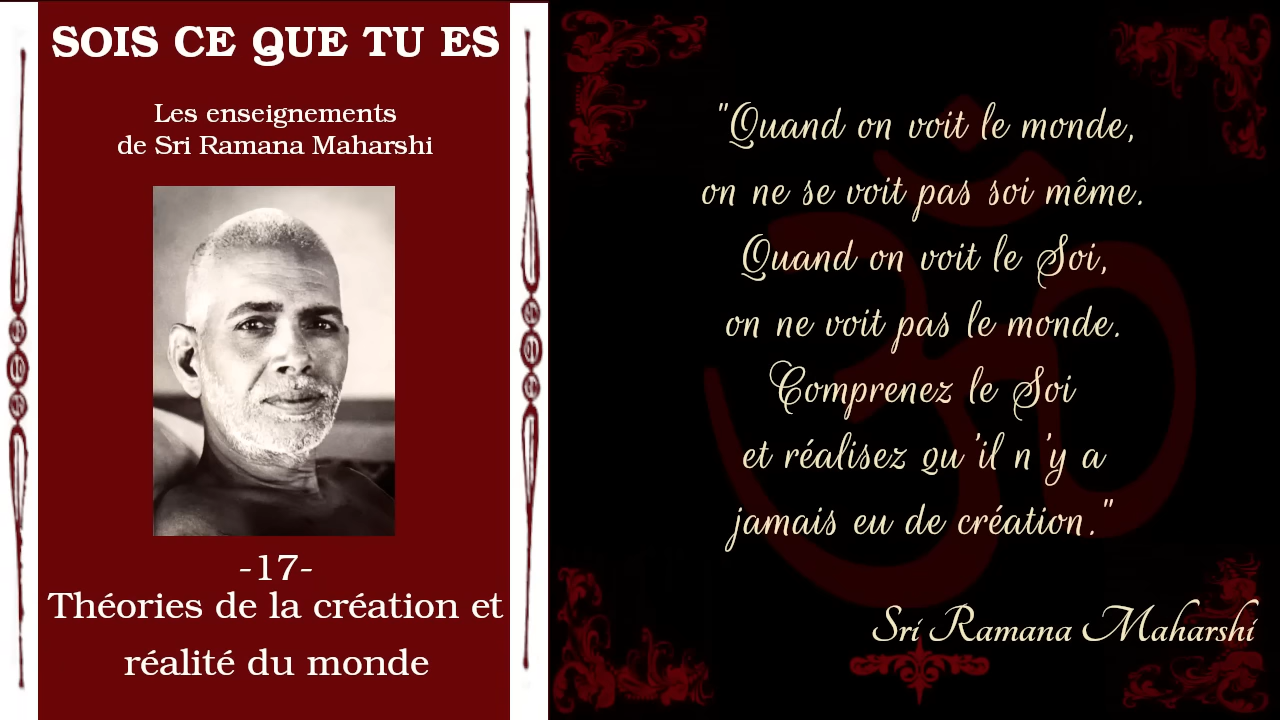 SOIS CE QUE TU ES
Les enseignements
de Sri Ramana Maharshi
-17-
Théories de la création et
réalité du monde
"Quand on voit le monde,
on ne se voit pas soi même.
Quand on voit le Soi,
on ne voit pas le monde.
Comprenez le Soi
et réalisez qu'il n'y a
jamais eu de création."
Sri Ramana Maharshi